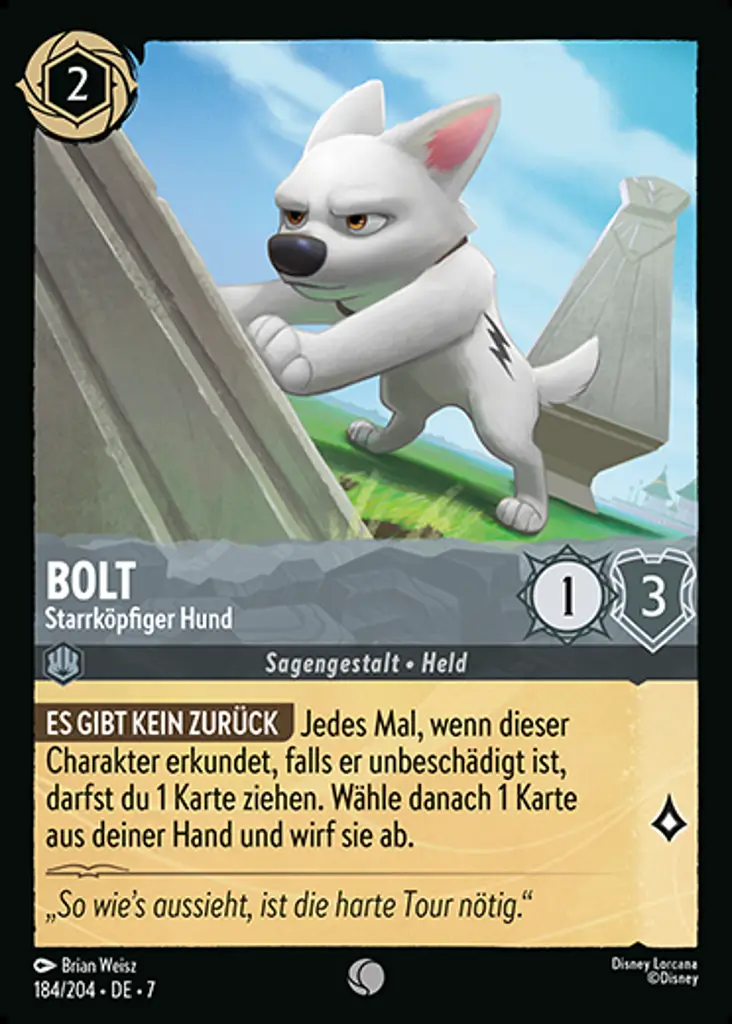 2
BOLT
Starrköpfiger Hund
1
3
Sagengestalt • Held
ES GIBT KEIN ZURÜCK Jedes Mal, wenn dieser
Charakter erkundet, falls er unbeschädigt ist,
darfst du 1 Karte ziehen. Wähle danach 1 Karte
aus deiner Hand und wirf sie ab.
„So wie's aussieht, ist die harte Tour nötig.“
Brian Weisz
184/204 • DE • 7
Disney Lorcana
©Disney